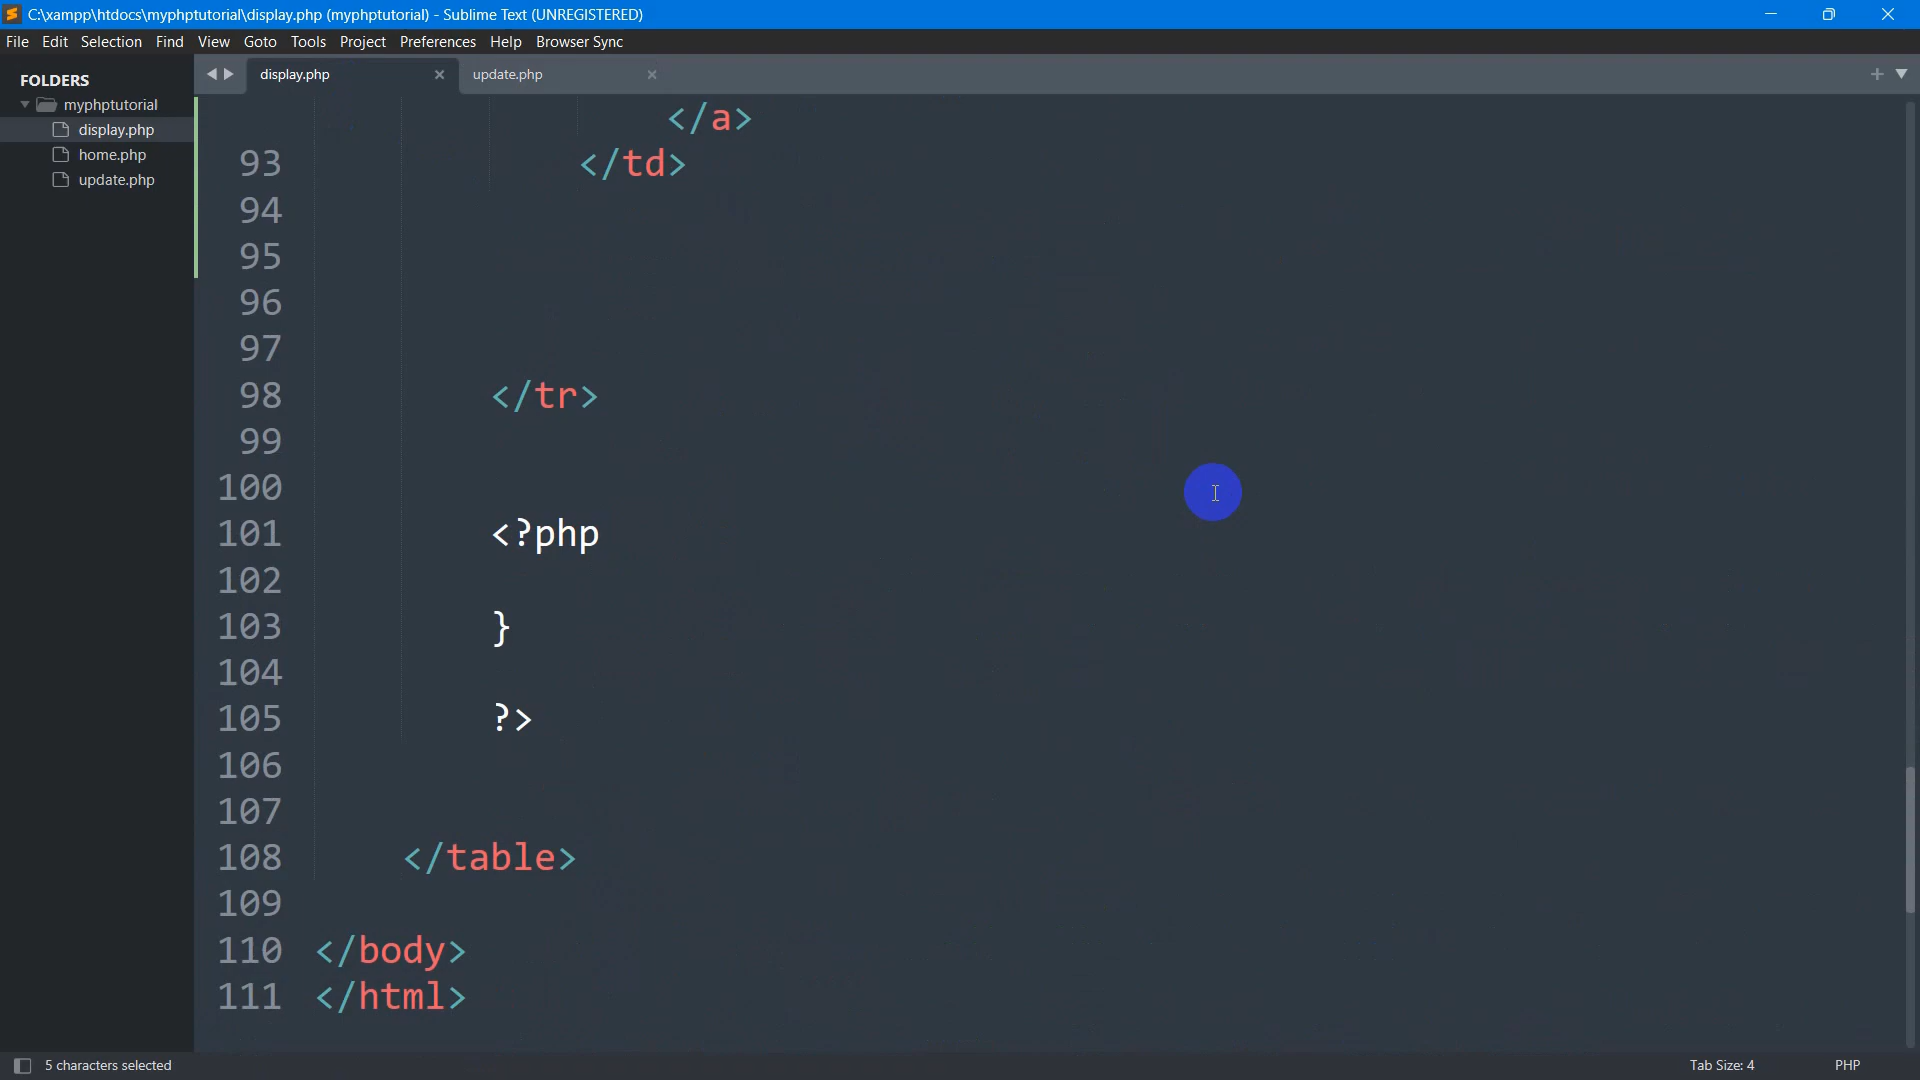 C:\xampp\htdocs\myphptutorial\display.php (myphptutorial) - Sublime Text (UNREGISTERED)
File Edit Selection Find View Goto Tools Project Preferences Help Browser Sync
FOLDERS
myphptutorial
display.php
home.php
update.php
display.php update.php
</a>
93 </td>
94
95
96
97
98 </tr>
99
100
101 <?php
102
103 }
104
105 ?>
106
107
108 </table>
109
110 </body>
111 </html>
5 characters selected Tab Size: 4 PHP